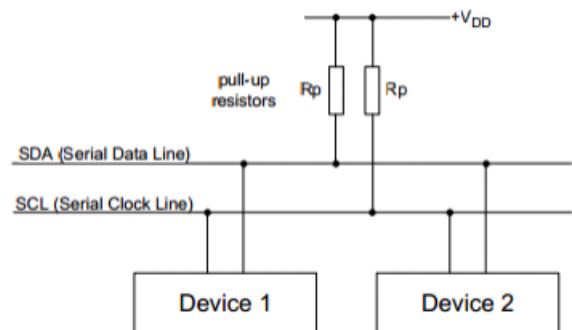 +VDD
pull-up
resistors
Rp
Rp
SDA (Serial Data Line)
SCL (Serial Clock Line)
Device 1
Device 2